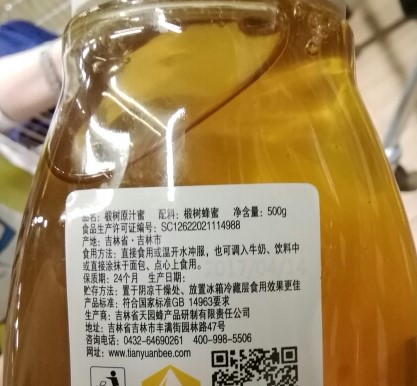 品名: 椴树原汁蜜 配料: 椴树蜂蜜 净含量: 500g
食品生产许可证编号: SC12622021114988
产地: 吉林省·吉林市
食用方法: 直接食用或温开水冲服，也可调入牛奶、饮料中
或直接涂抹于面包、点心上食用。
保质期: 24个月 生产日期:
贮存方法: 置于阴凉干燥处、放置冰箱冷藏层食用效果更佳
产品标准: 符合国家标准GB 14963要求
生产商: 吉林省天园蜂产品研制有限责任公司
地址: 吉林省吉林市丰满街园林路47号
咨询电话: 0432-64690261 400-998-5506
网址: www.tianyuanbee.com